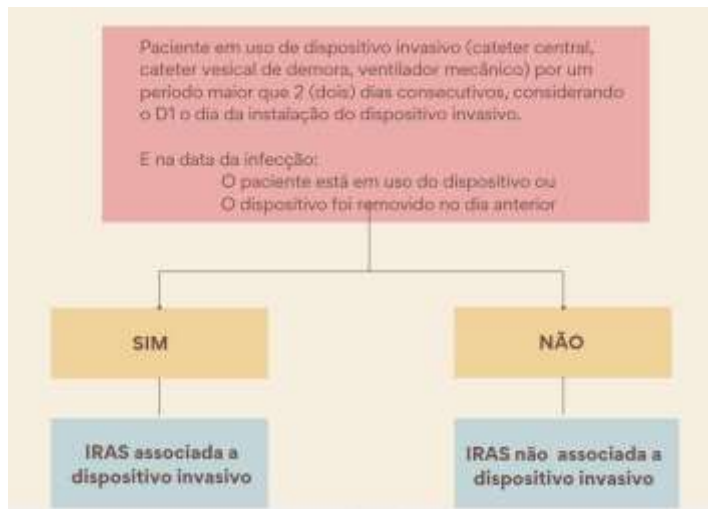 Paciente em uso de dispositivo invasivo (cateter central,
cateter vesical de demora, ventilador mecânico) por um
período maior que 2 (dois) dias consecutivos, considerando
o D1 o dia da instalação do dispositivo invasivo.
E na data da infecção:
O paciente está em uso do dispositivo ou
O dispositivo foi removido no dia anterior
SIM
NÃO
IRAS associada a
dispositivo invasivo
IRAS não associada a
dispositivo invasivo